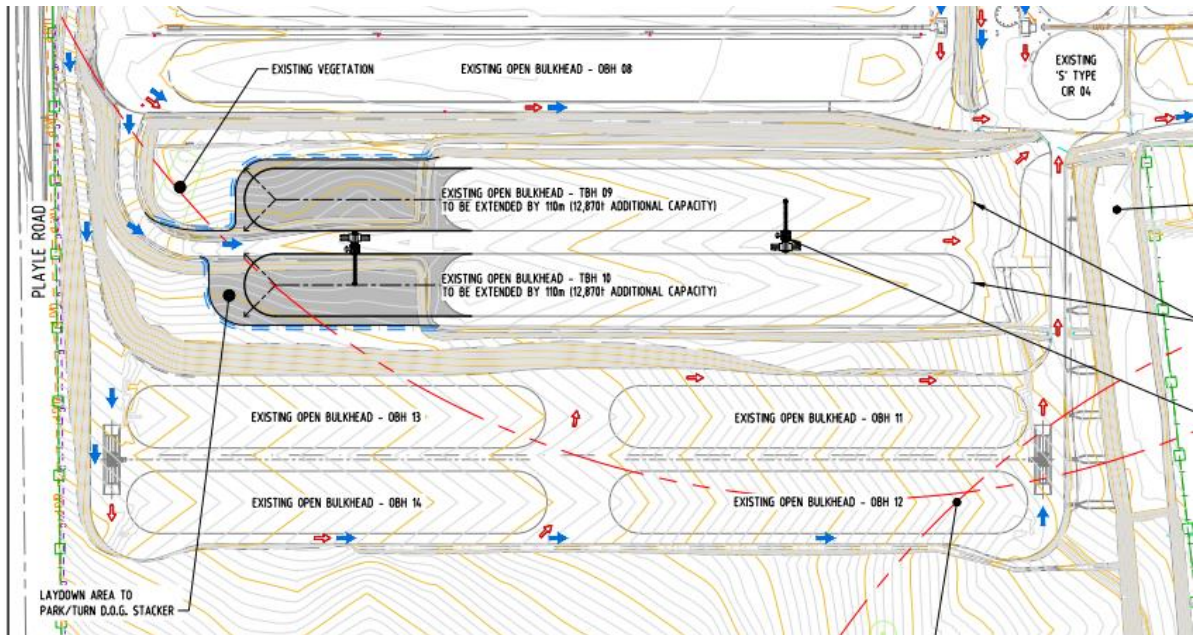 EXISTING VEGETATION
EXISTING OPEN BULKHEAD - OBH 08
EXISTING
'S' TYPE
CIR 04
PLAYLE ROAD
EXISTING OPEN BULKHEAD - TBH 09
TO BE EXTENDED BY 110m (12,870t ADDITIONAL CAPACITY)
EXISTING OPEN BULKHEAD - TBH 10
TO BE EXTENDED BY 110m (12,870t ADDITIONAL CAPACITY)
EXISTING OPEN BULKHEAD - OBH 13
EXISTING OPEN BULKHEAD - OBH 11
EXISTING OPEN BULKHEAD - OBH 14
EXISTING OPEN BULKHEAD - OBH 12
LAYDOWN AREA TO
PARK/TURN D.O.G. STACKER